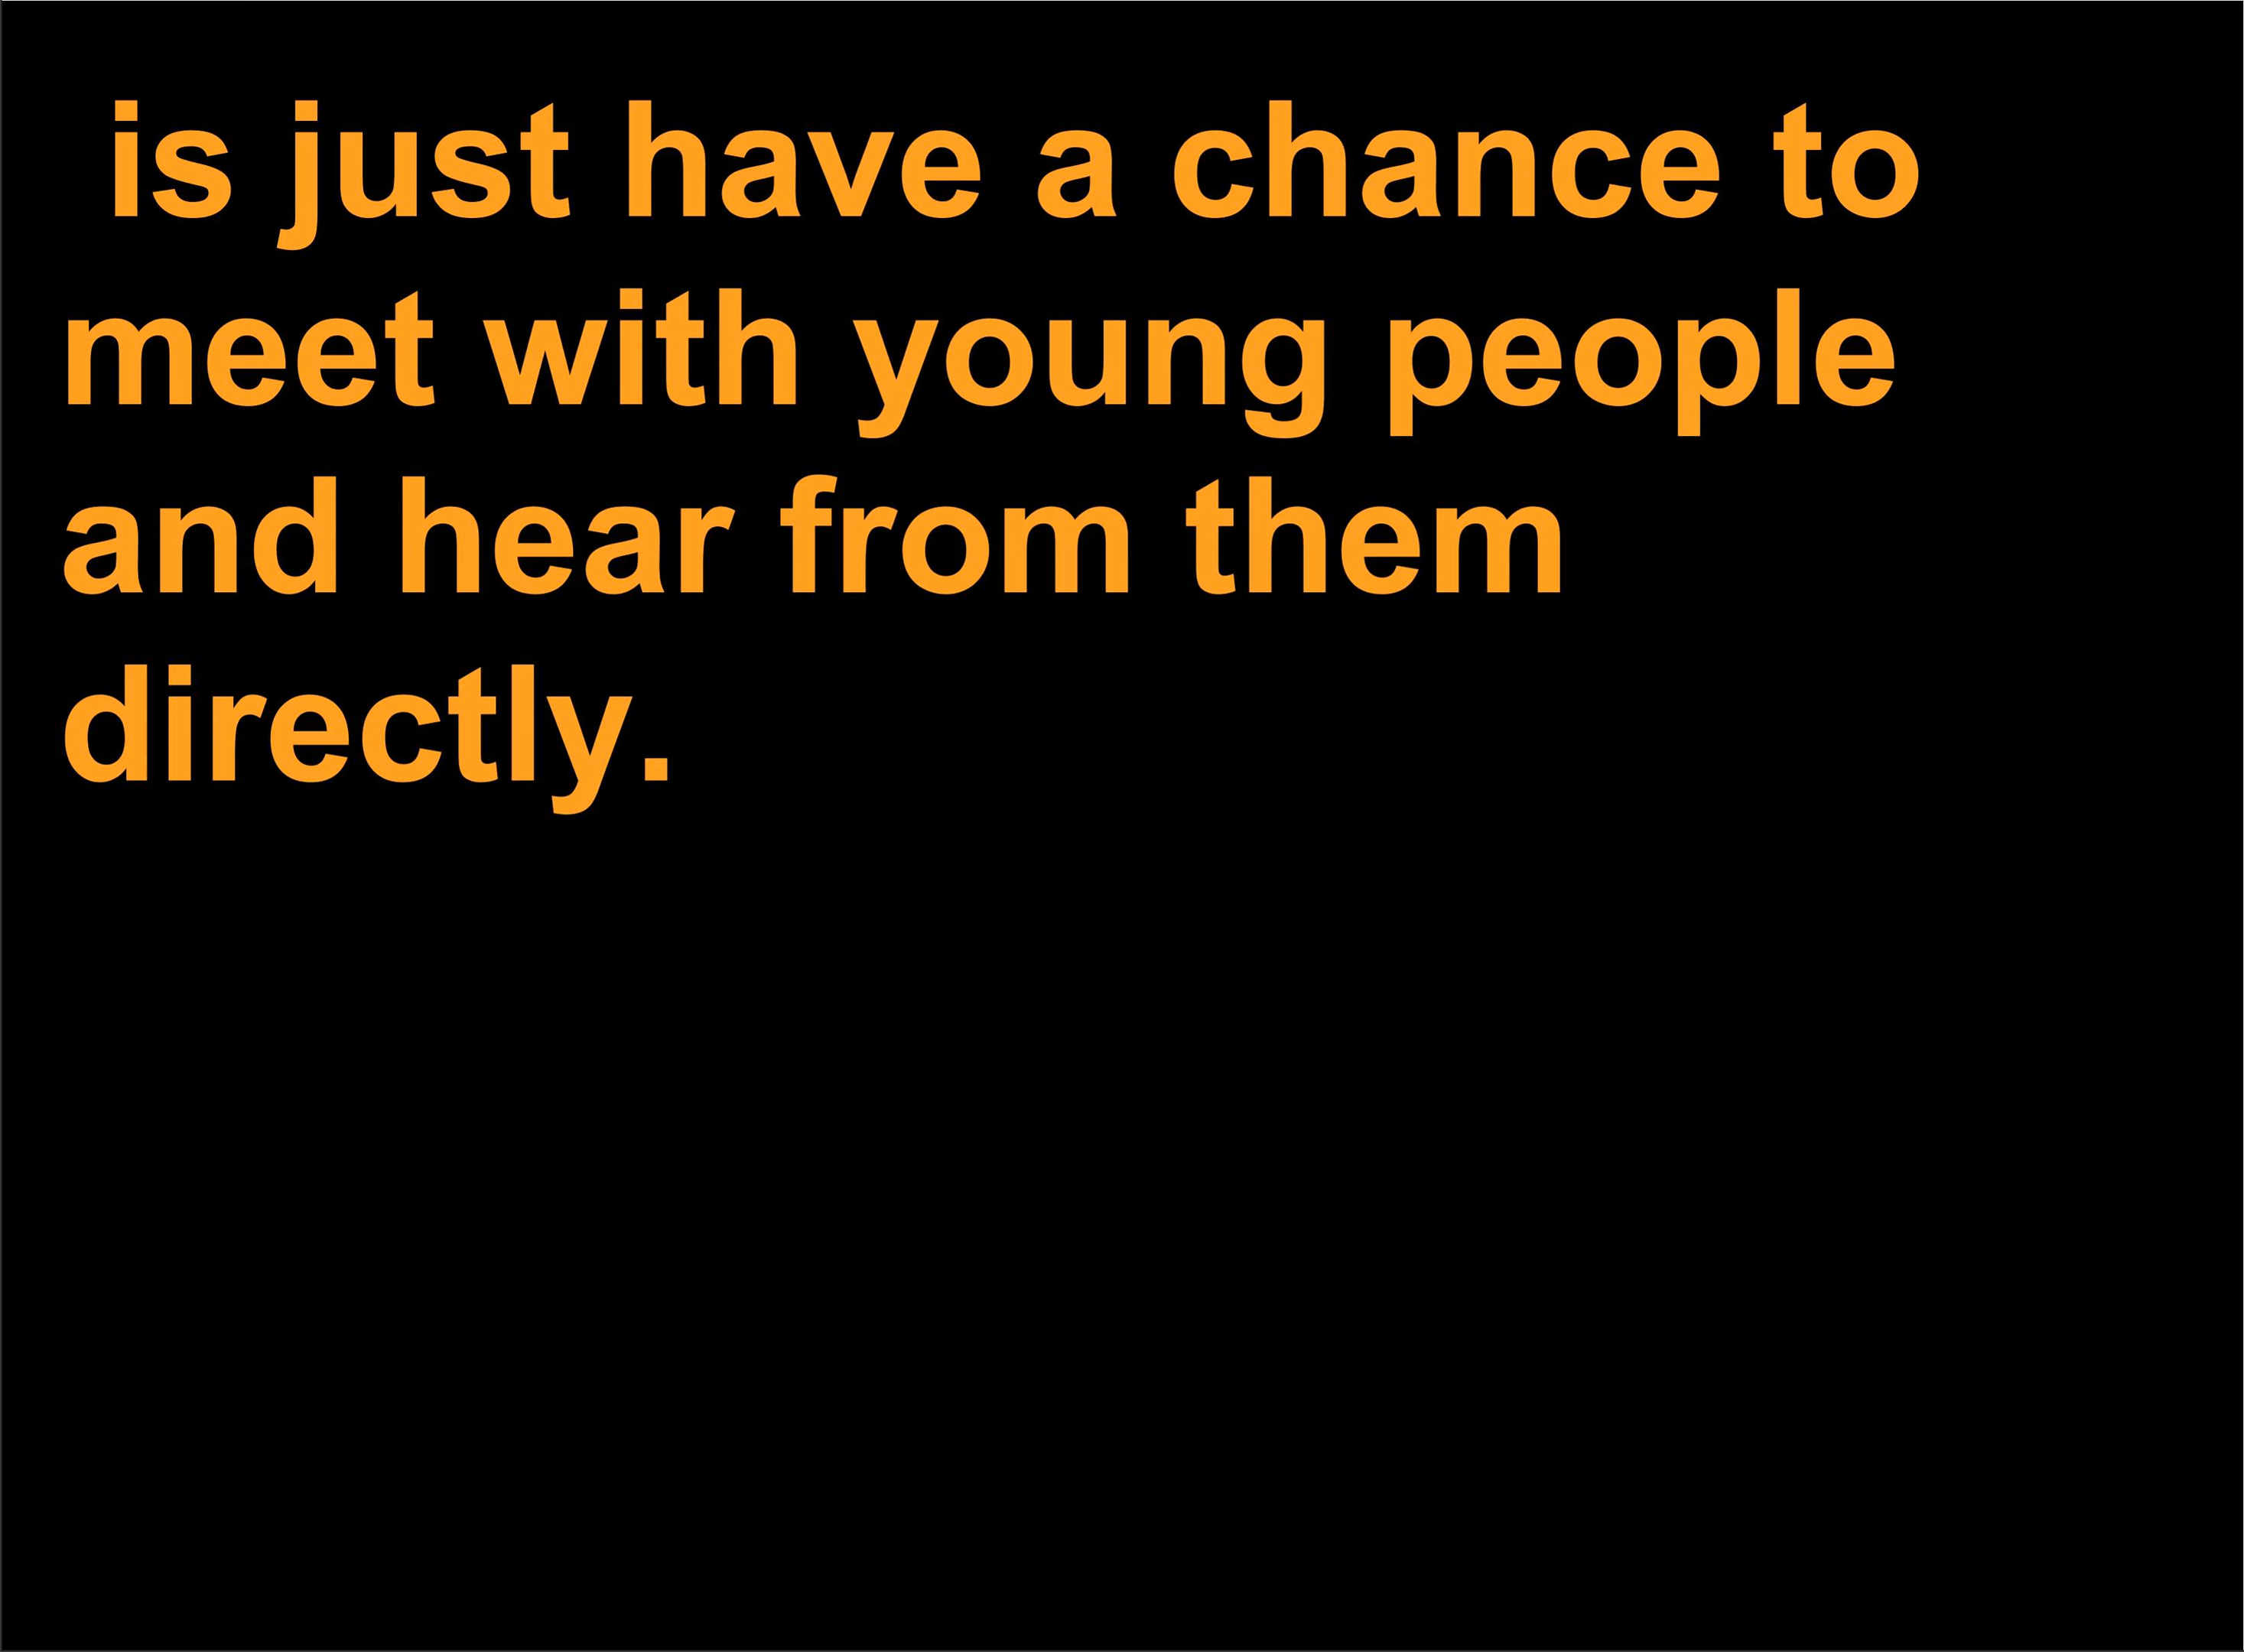 is just have a chance to
meet with young people
and hear from them
directly.